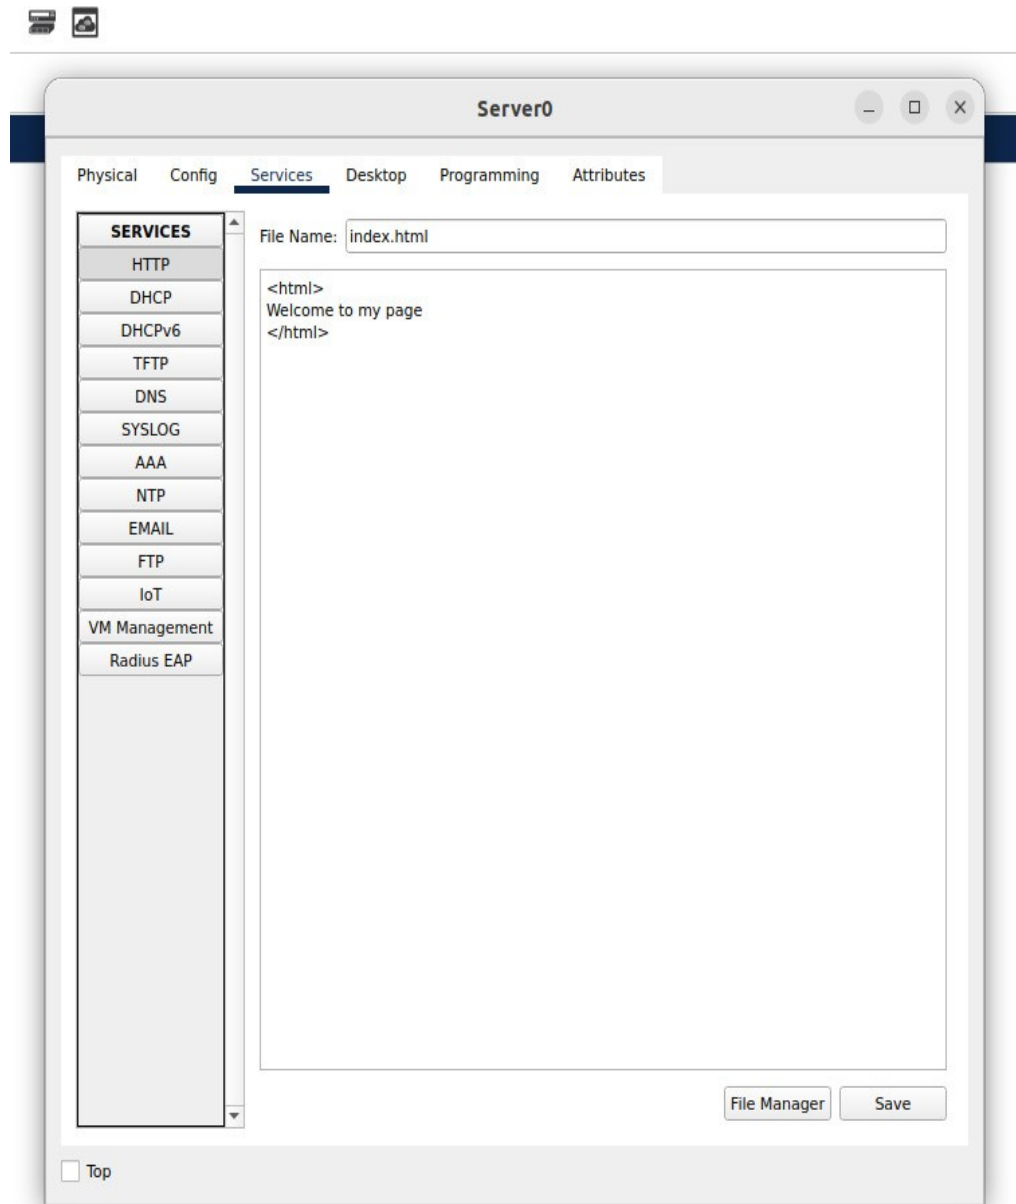 Server0
Physical Config Services Desktop Programming Attributes
SERVICES
HTTP
DHCP
DHCPv6
TFTP
DNS
SYSLOG
AAA
NTP
EMAIL
FTP
IoT
VM Management
Radius EAP
File Name: index.html
<html>
Welcome to my page
</html>
File Manager Save
Top